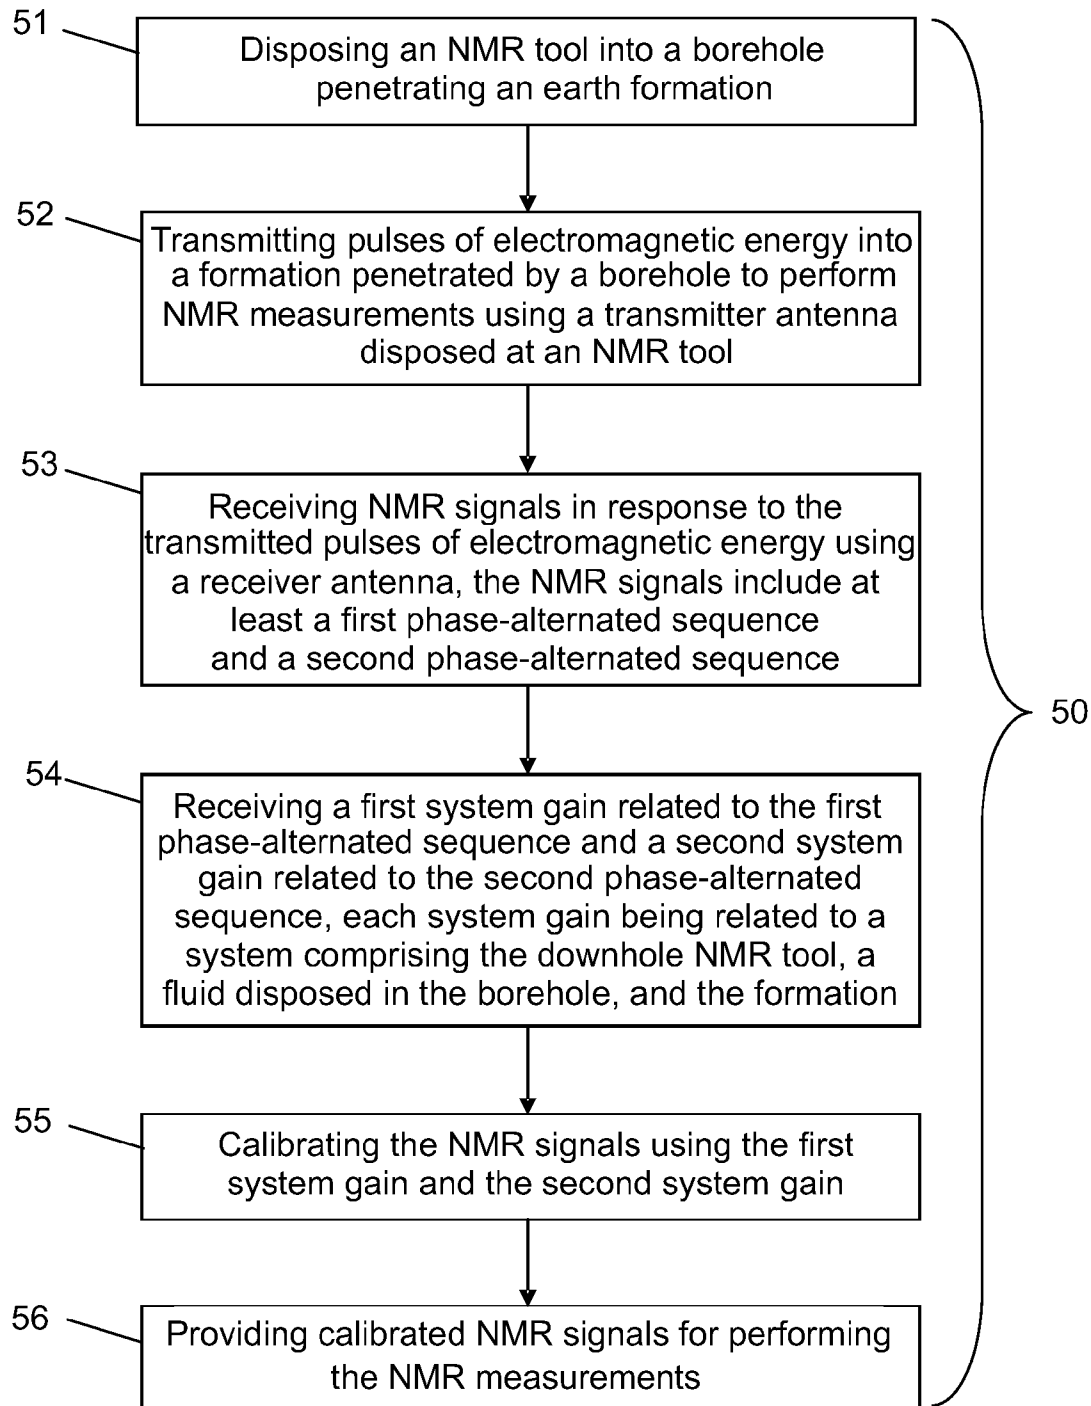 51
Disposing an NMR tool into a borehole
penetrating an earth formation
52
Transmitting pulses of electromagnetic energy into
a formation penetrated by a borehole to perform
NMR measurements using a transmitter antenna
disposed at an NMR tool
53
Receiving NMR signals in response to the
transmitted pulses of electromagnetic energy using
a receiver antenna, the NMR signals include at
least a first phase-alternated sequence
and a second phase-alternated sequence
50
54
Receiving a first system gain related to the first
phase-alternated sequence and a second system
gain related to the second phase-alternated
sequence, each system gain being related to a
system comprising the downhole NMR tool, a
fluid disposed in the borehole, and the formation
55
Calibrating the NMR signals using the first
system gain and the second system gain
56
Providing calibrated NMR signals for performing
the NMR measurements